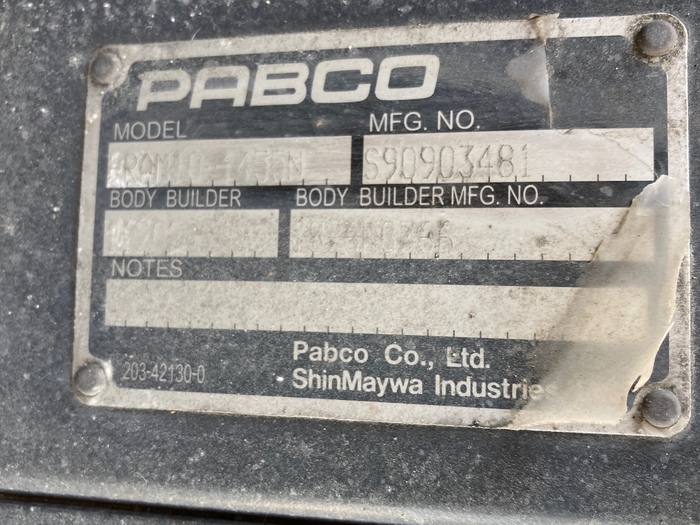 PABCO
MODEL MFG. NO.
S90903481
BODY BUILDER BODY BUILDER MFG. NO.
NOTES
203-42130-0
Pabco Co., Ltd.
ShinMaywa